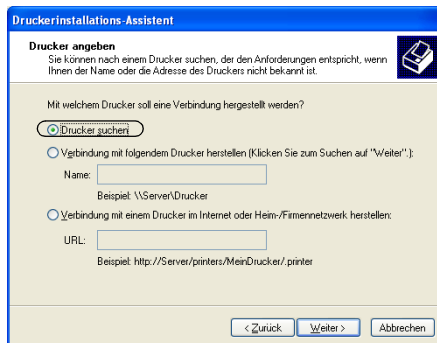 Druckerinstallations-Assistent
Drucker angeben
Sie können nach einem Drucker suchen, der den Anforderungen entspricht, wenn
Ihnen der Name oder die Adresse des Druckers nicht bekannt ist.
Mit welchem Drucker soll eine Verbindung hergestellt werden?
Drucker suchen
Verbindung mit folgendem Drucker herstellen (Klicken Sie zum Suchen auf "Weiter".):
Name:
Beispiel: \\Server\Drucker
Verbindung mit einem Drucker im Internet oder Heim-/Firmennetzwerk herstellen:
URL:
Beispiel: http://Server/printers/MeinDrucker/.printer
< Zurück Weiter > Abbrechen